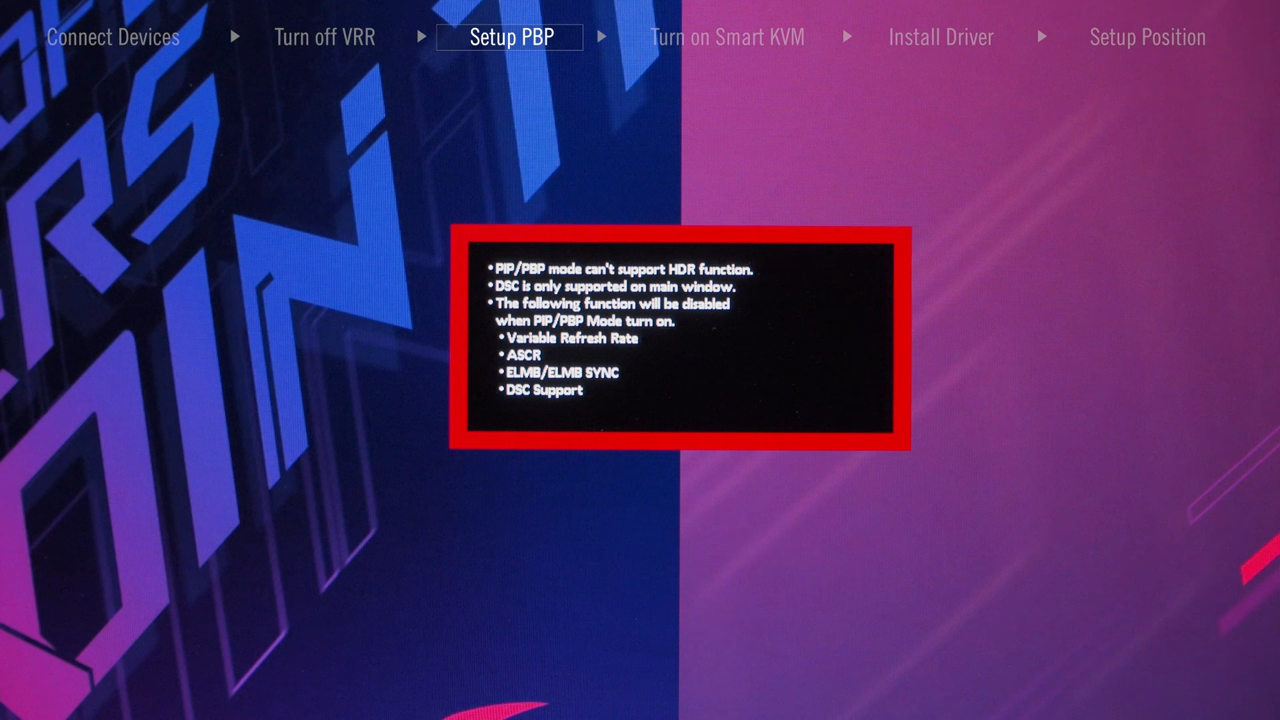 Connect Devices ▶ Turn off VRR ▶ Setup PBP ▶ Turn on Smart KVM ▶ Install Driver ▶ Setup Position
• PIP/PBP mode can't support HDR function.
• DSC is only supported on main window.
• The following function will be disabled
when PIP/PBP Mode turn on.
• Variable Refresh Rate
• ASCR
• ELMB/ELMB SYNC
• DSC Support